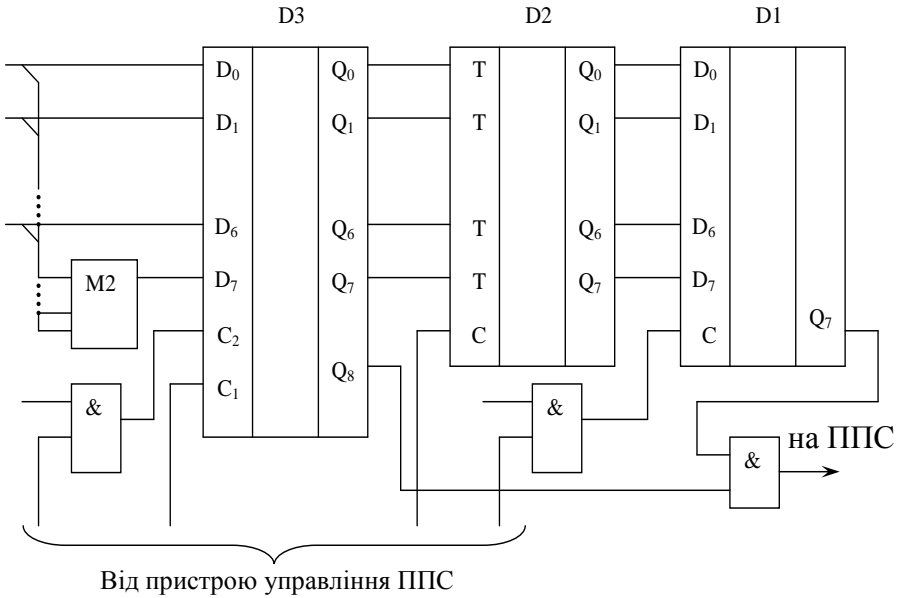 D3 D2 D1
D₀ Q₀ T Q₀ D₀
D₁ Q₁ T Q₁ D₁
D₆ Q₆ T Q₆ D₆
M2 D₇ Q₇ T Q₇ D₇
C₂ C C Q₇
C₁ Q₈
& & на ППС
&
Від пристрою управління ППС